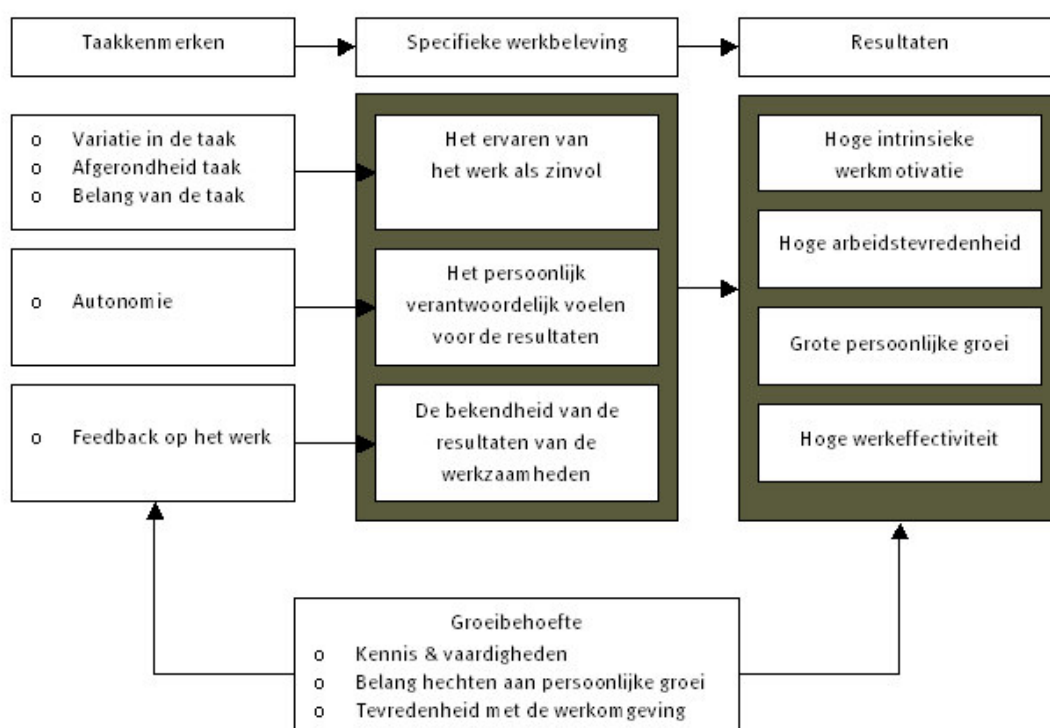 Taakkenmerken
Specifieke werkbeleving
Resultaten
o Variatie in de taak
o Afgerondheid taak
o Belang van de taak
Het ervaren van
het werk als zinvol
Hoge intrinsieke
werkmotivatie
Hoge arbeidstevredenheid
o Autonomie
Het persoonlijk
verantwoordelijk voelen
voor de resultaten
Grote persoonlijke groei
o Feedback op het werk
De bekendheid van de
resultaten van de
werkzaamheden
Hoge werkeffectiviteit
Groeibehoefte
o Kennis & vaardigheden
o Belang hechten aan persoonlijke groei
o Tevredenheid met de werkomgeving